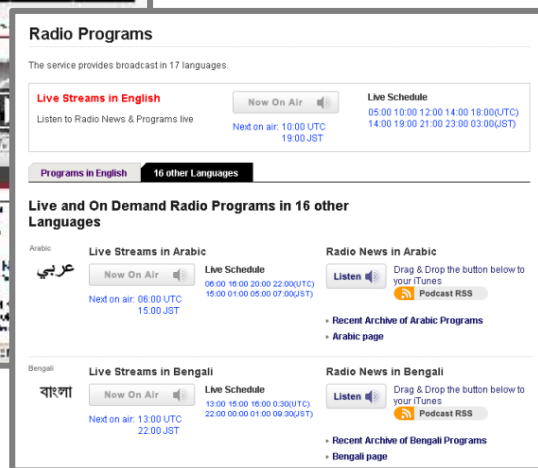 Radio Programs
The service provides broadcast in 17 languages.
Live Streams in English
Listen to Radio News & Programs live
Now On Air
Next on air: 10:00 UTC
19:00 JST
Live Schedule
05:00 10:00 12:00 14:00 18:00(UTC)
14:00 19:00 21:00 23:00 03:00(JST)
Programs in English
16 other Languages
Live and On Demand Radio Programs in 16 other
Languages
Arabic
عربي
Live Streams in Arabic
Now On Air
Next on air: 06:00 UTC
15:00 JST
Live Schedule
06:00 16:00 20:00 22:00(UTC)
15:00 01:00 05:00 07:00(JST)
Radio News in Arabic
Listen
Drag & Drop the button below to
your iTunes
Podcast RSS
Recent Archive of Arabic Programs
Arabic page
Bengali
বাংলা
Live Streams in Bengali
Now On Air
Next on air: 13:00 UTC
22:00 JST
Live Schedule
13:00 15:00 16:00 0:30(UTC)
22:00 00:00 01:00 09:30(JST)
Radio News in Bengali
Listen
Drag & Drop the button below to
your iTunes
Podcast RSS
Recent Archive of Bengali Programs
Bengali page